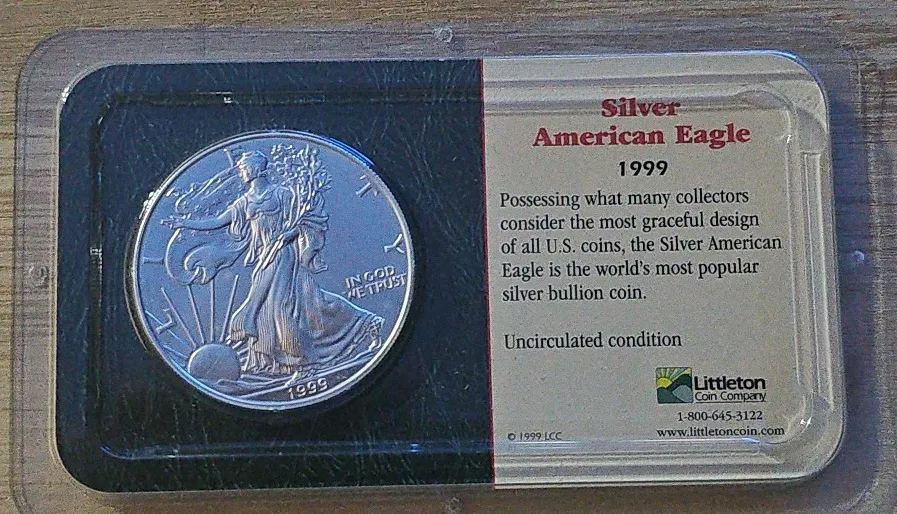 L I T Y
IN GOD
WE TRUST
1999
Silver
American Eagle
1999
Possessing what many collectors
consider the most graceful design
of all U.S. coins, the Silver American
Eagle is the world's most popular
silver bullion coin.
Uncirculated condition
Littleton
Coin Company
1-800-645-3122
© 1999 LCC
www.littletoncoin.com